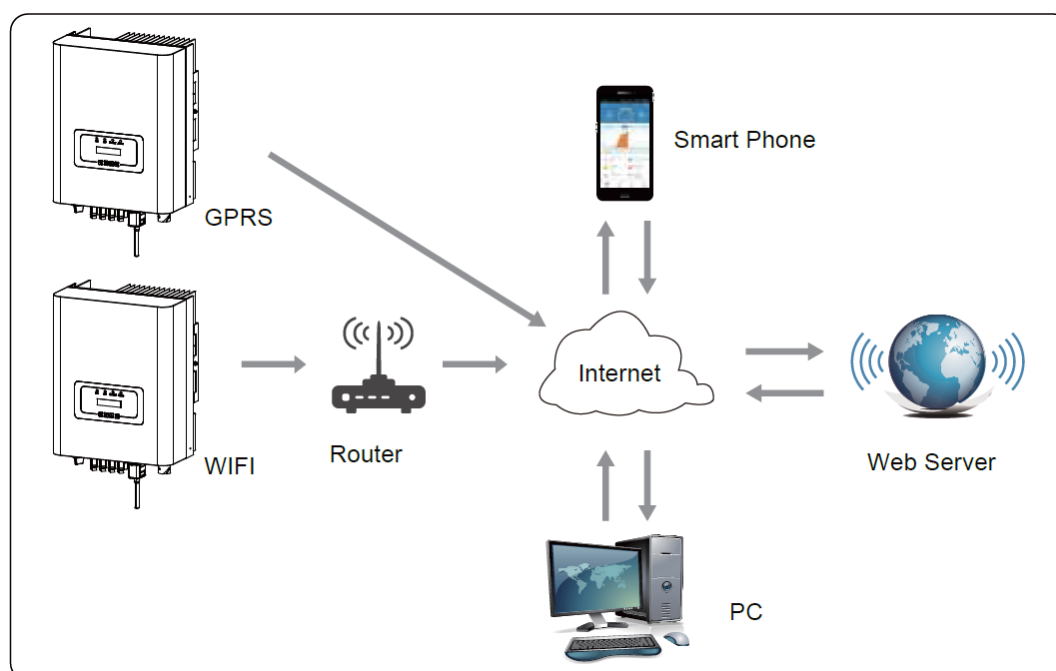 Smart Phone
GPRS
Internet
WIFI
Router
Web Server
PC